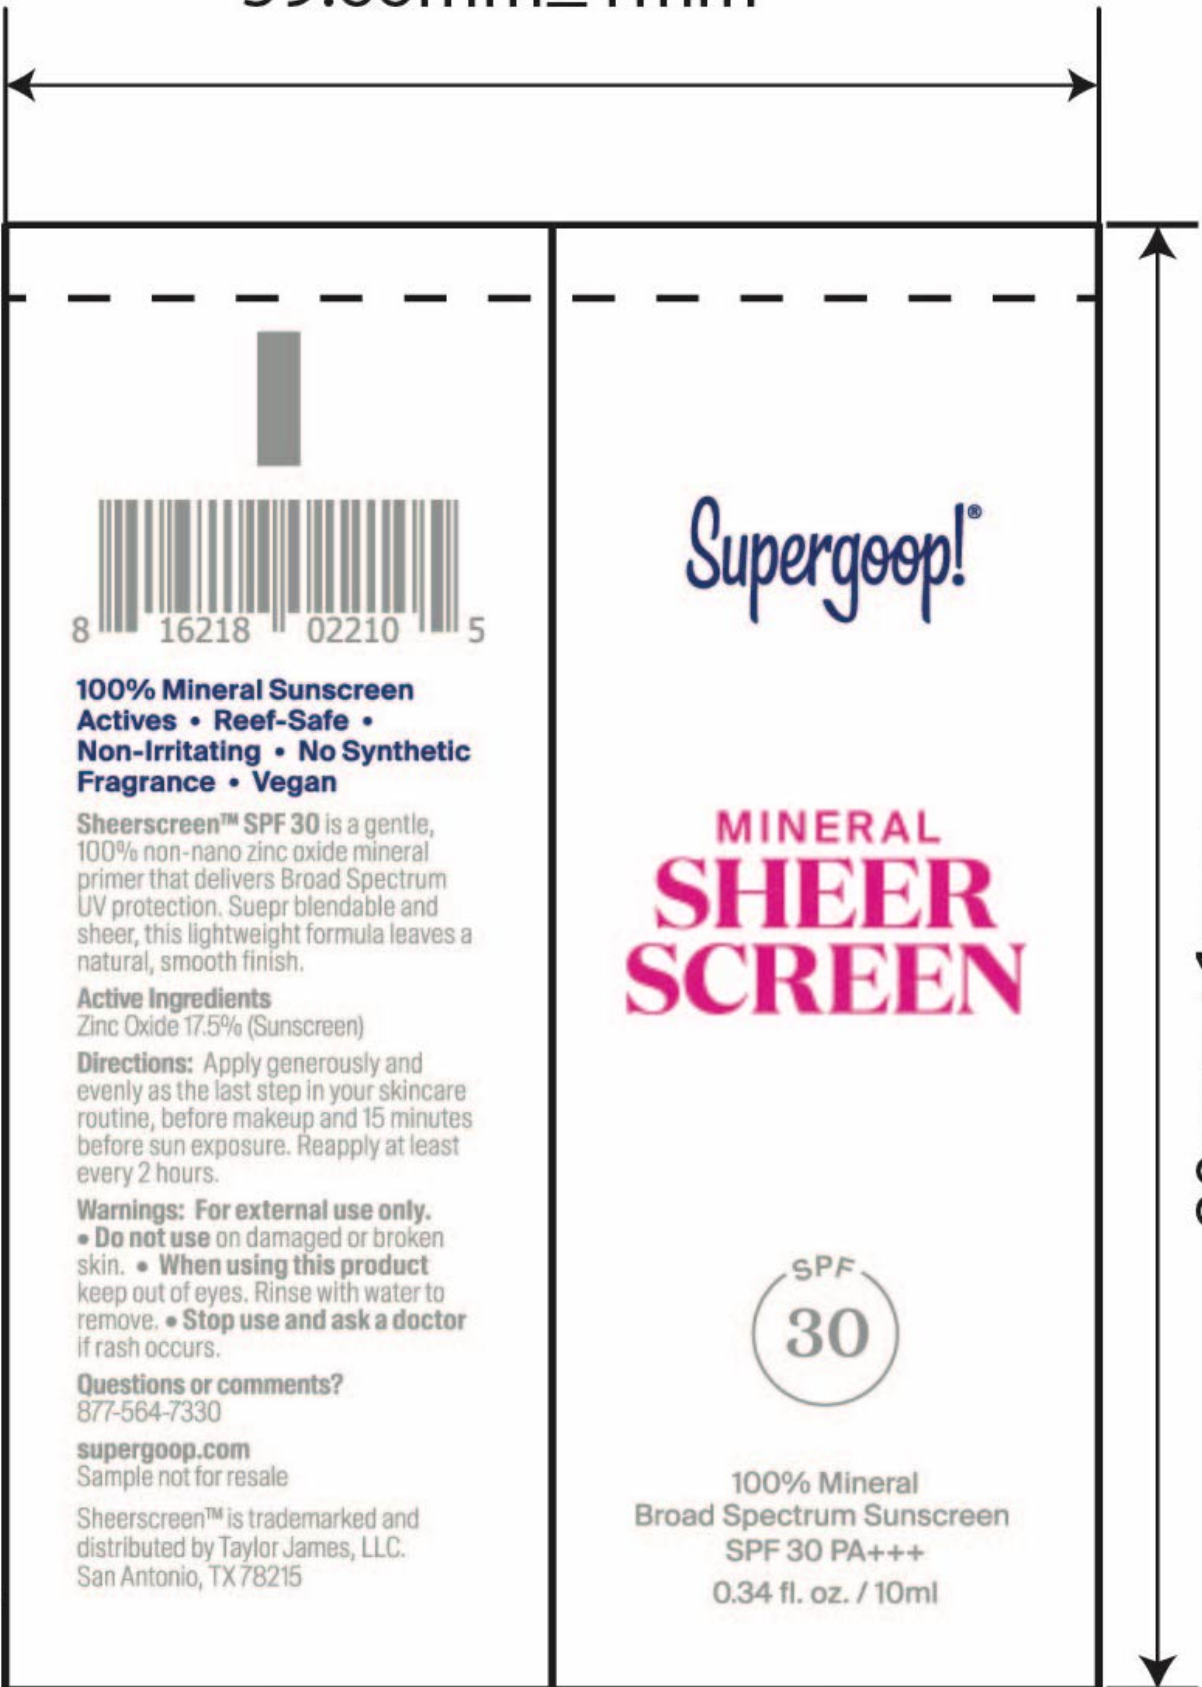 8 16218 02210 5
100% Mineral Sunscreen
Actives • Reef-Safe •
Non-Irritating • No Synthetic
Fragrance • Vegan
Sheerscreen™ SPF 30 is a gentle,
100% non-nano zinc oxide mineral
primer that delivers Broad Spectrum
UV protection. Suepr blendable and
sheer, this lightweight formula leaves a
natural, smooth finish.
Active Ingredients
Zinc Oxide 17.5% (Sunscreen)
Directions: Apply generously and
evenly as the last step in your skincare
routine, before makeup and 15 minutes
before sun exposure. Reapply at least
every 2 hours.
Warnings: For external use only.
• Do not use on damaged or broken
skin. • When using this product
keep out of eyes. Rinse with water to
remove. • Stop use and ask a doctor
if rash occurs.
Questions or comments?
877-564-7330
supergoop.com
Sample not for resale
Sheerscreen™ is trademarked and
distributed by Taylor James, LLC.
San Antonio, TX 78215
Supergoop!®
MINERAL
SHEER
SCREEN
SPF
30
100% Mineral
Broad Spectrum Sunscreen
SPF 30 PA+++
0.34 fl. oz. / 10ml